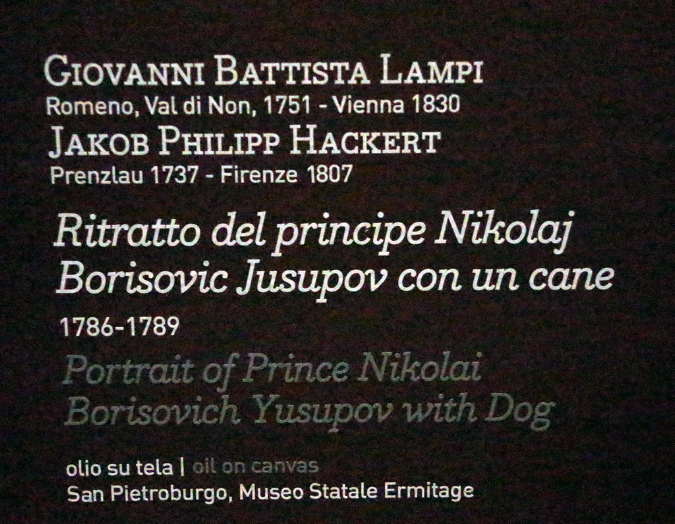 Giovanni Battista Lampi
Romeno, Val di Non, 1751 - Vienna 1830
Jakob Philipp Hackert
Prenzlau 1737 - Firenze 1807
Ritratto del principe Nikolaj
Borisovic Jusupov con un cane
1786-1789
Portrait of Prince Nikolai
Borisovich Yusupov with Dog
olio su tela | oil on canvas
San Pietroburgo, Museo Statale Ermitage